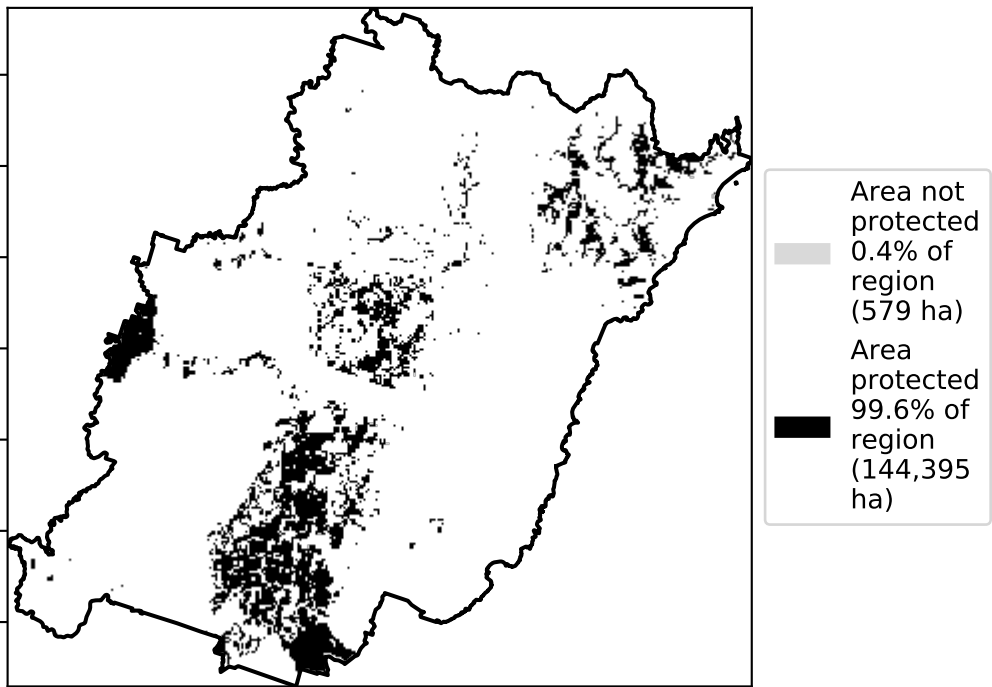 Area not
protected
0.4% of
region
(579 ha)
Area
protected
99.6% of
region
(144,395
ha)